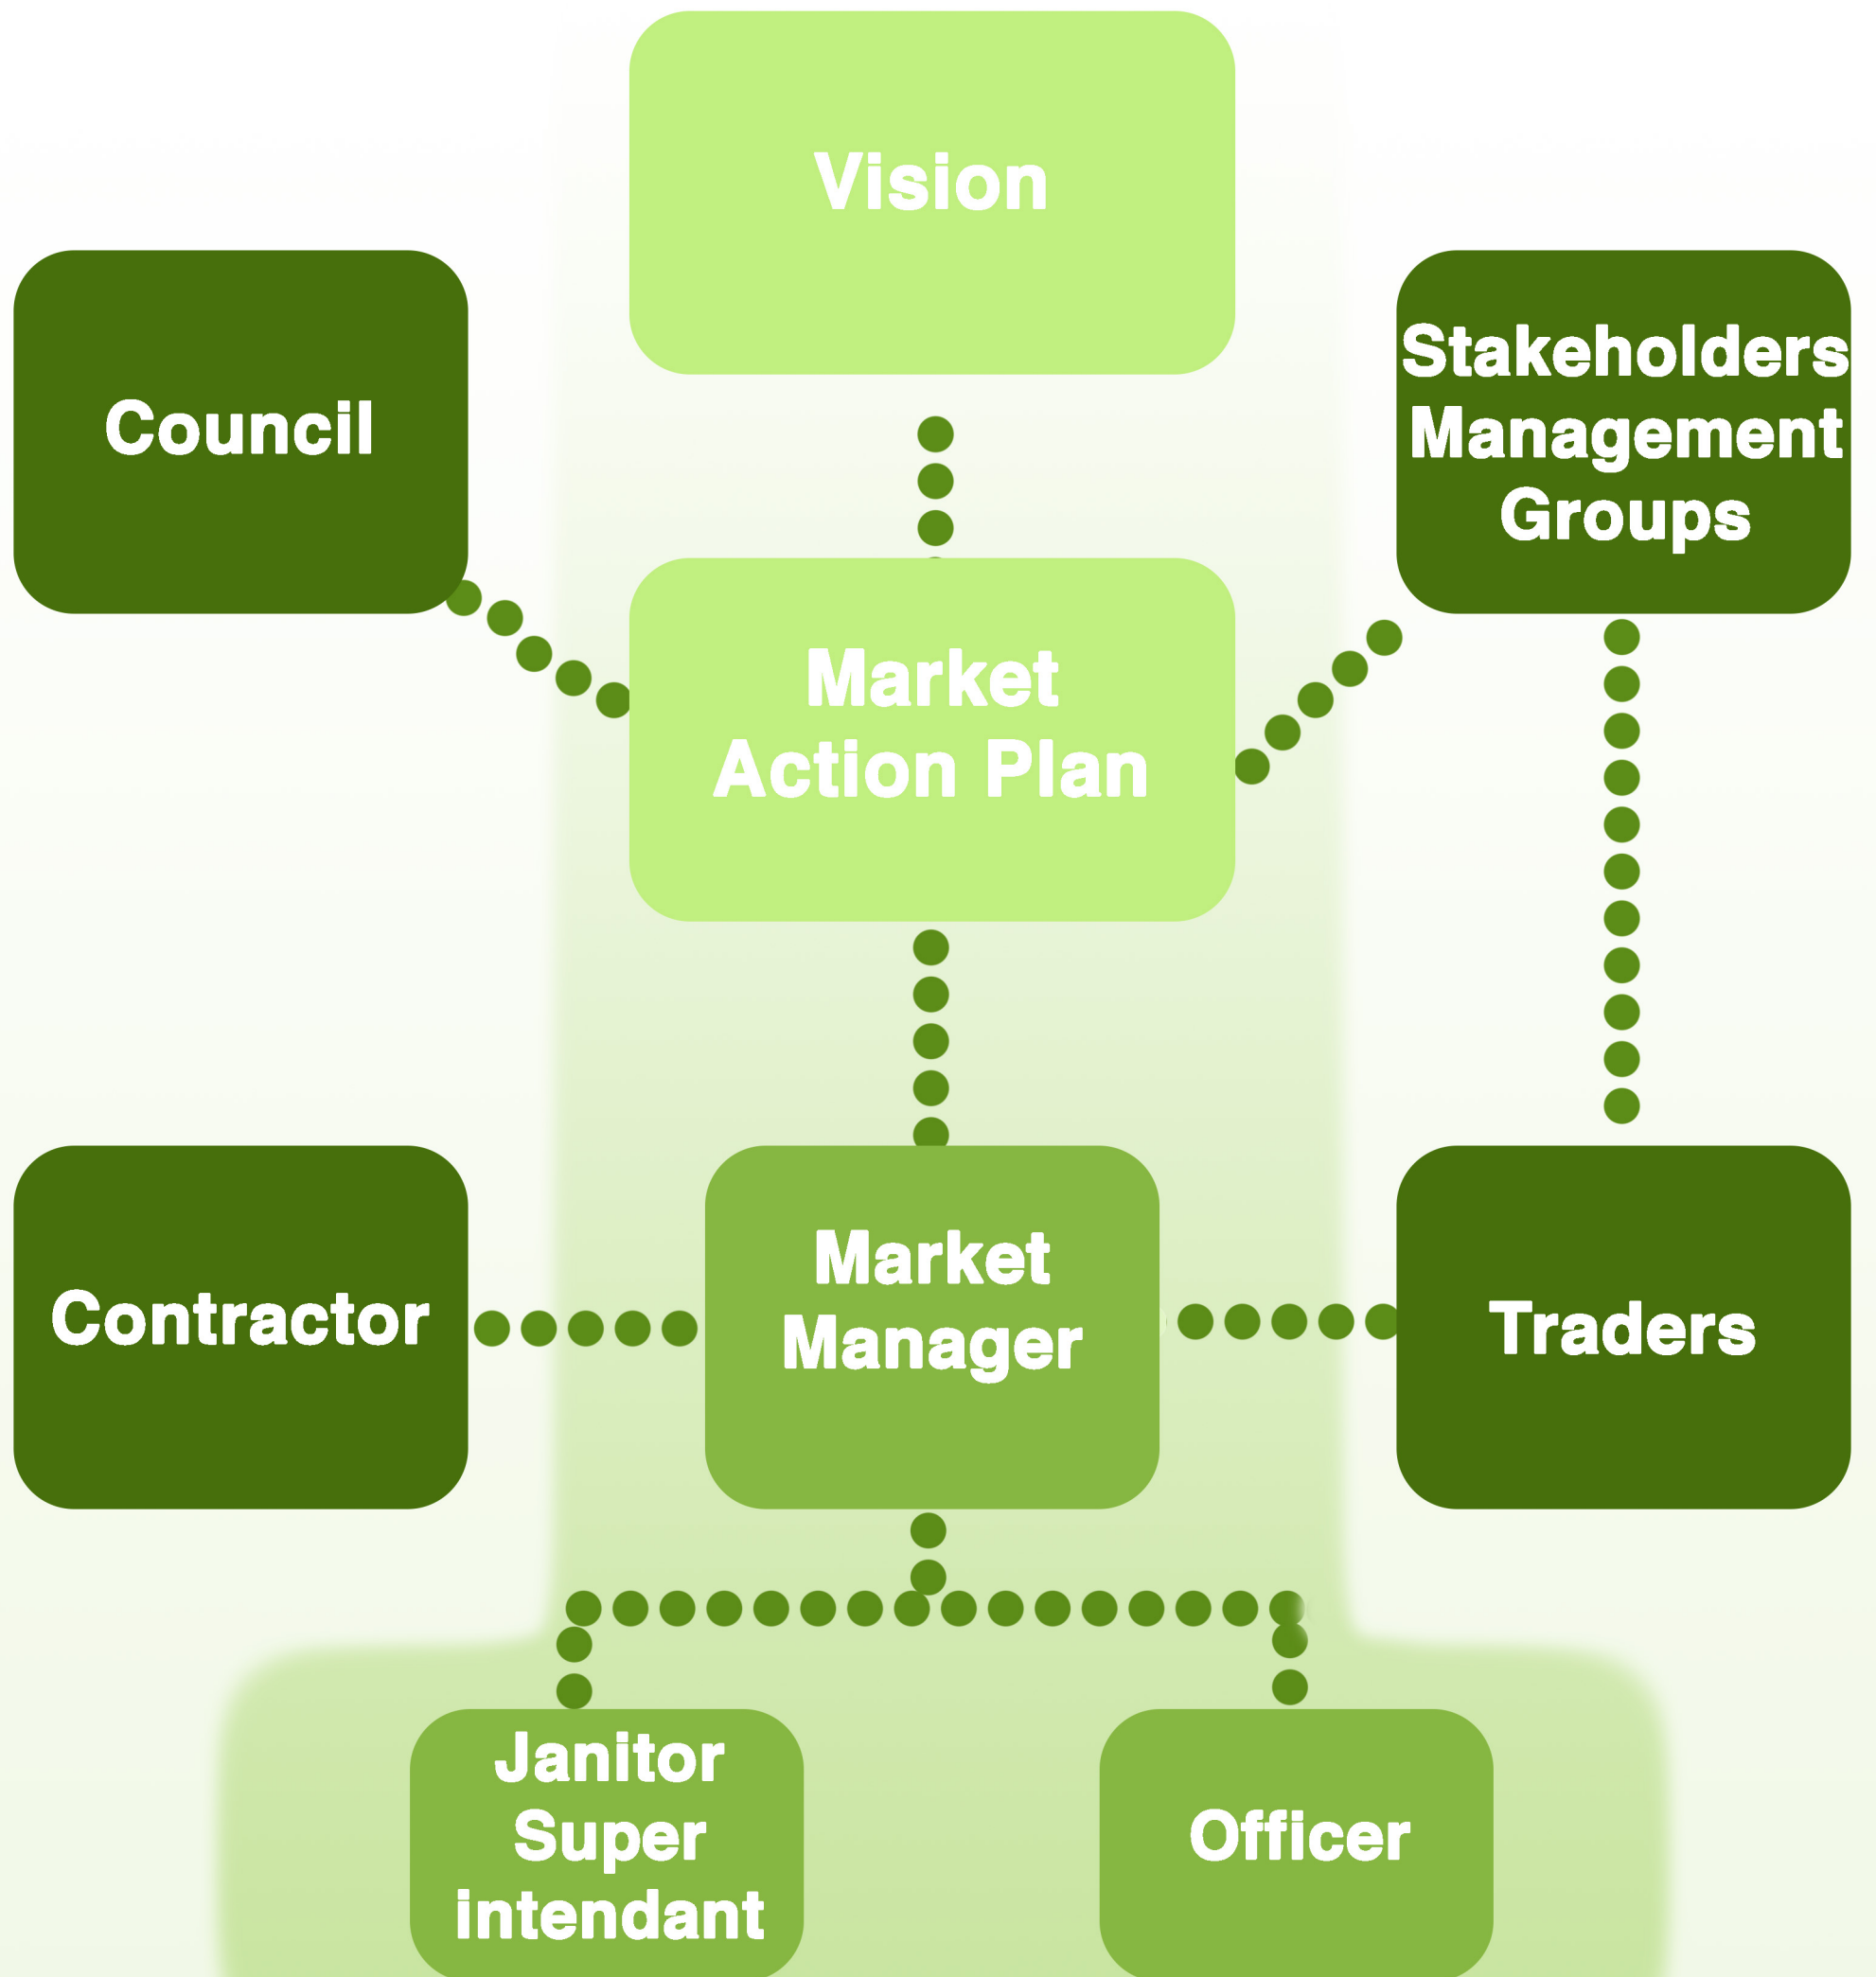 Vision
Council
Stakeholders
Management
Groups
Market
Action Plan
Contractor
Market
Manager
Traders
Janitor
Super
intendant
Officer